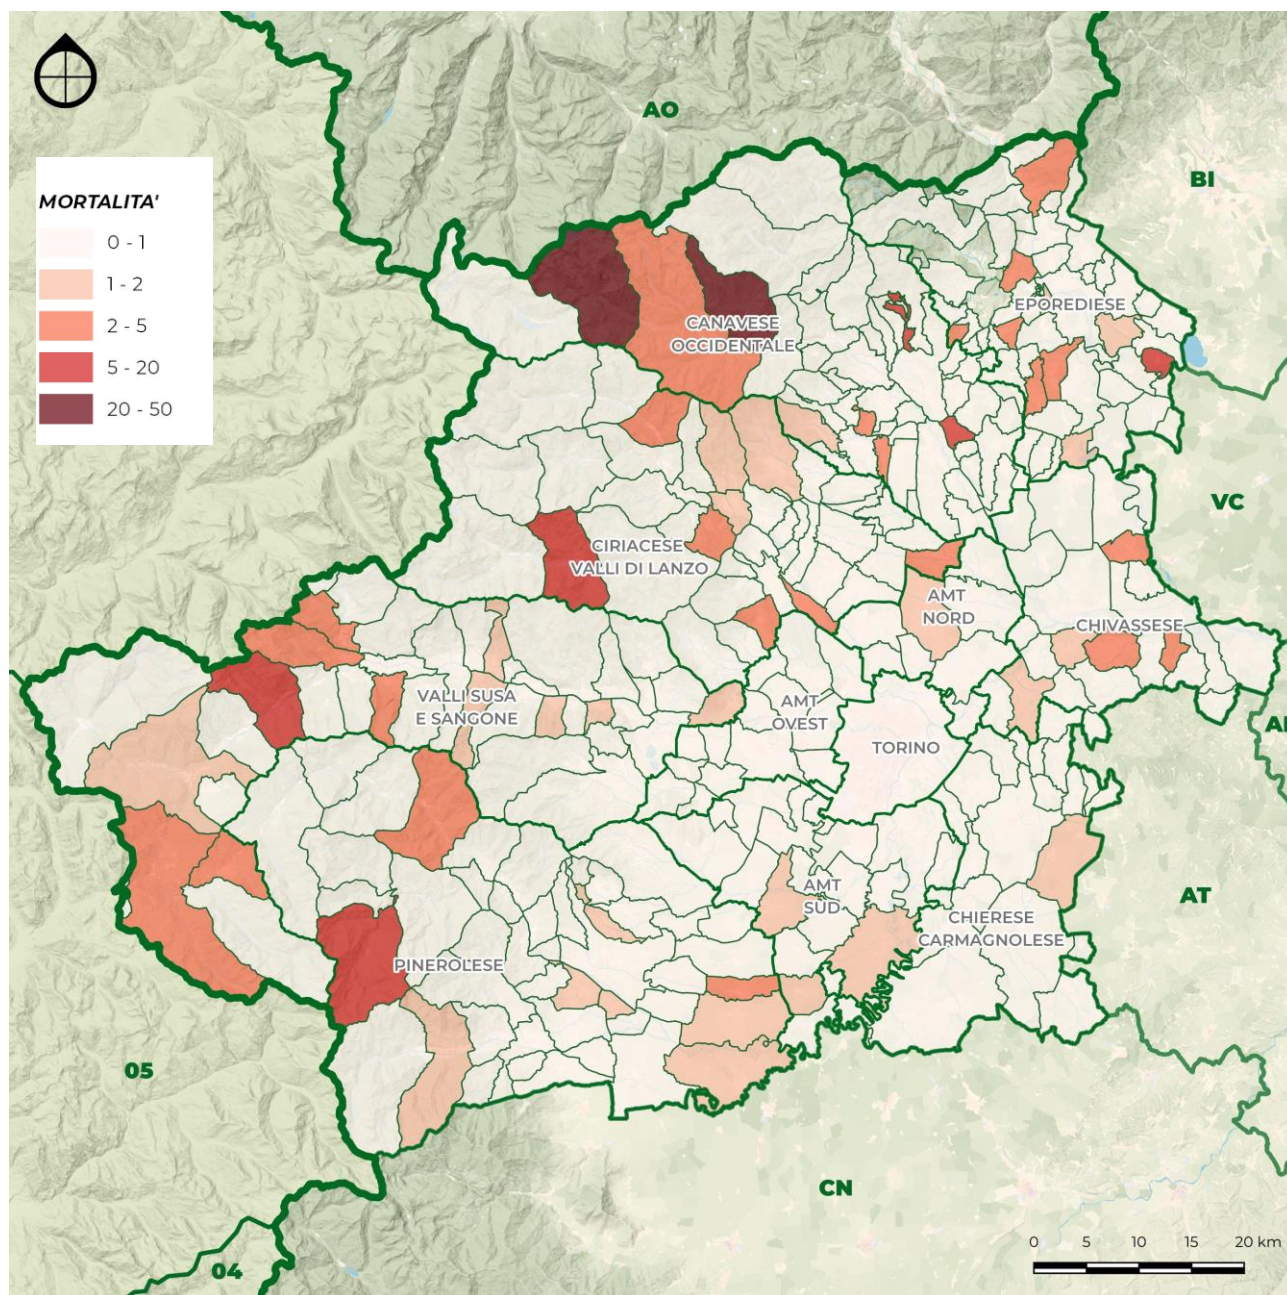 AO
BI
MORTALITA'
0 - 1
1 - 2
2 - 5
5 - 20
20 - 50
EPOREDIESE
CANAVESE
OCCIDENTALE
VC
CIRIACESE
VALLI DI LANZO
AMT
NORD
CHIVASSESE
VALLI SUSA
E SANGONE
AMT
OVEST
TORINO
AMT
SUD
AT
CHIERESE
CARMAGNOLESE
PINEROLESE
05
CN
04
0 5 10 15 20 km